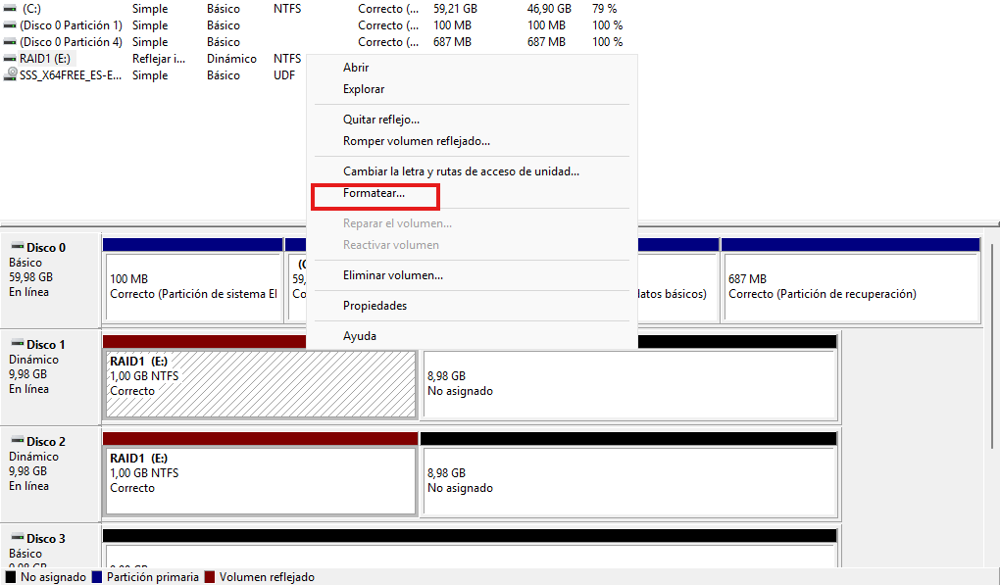 (C:) Simple Básico NTFS Correcto (... 59,21 GB 46,90 GB 79 %
(Disco 0 Partición 1) Simple Básico Correcto (... 100 MB 100 MB 100 %
(Disco 0 Partición 4) Simple Básico Correcto (... 687 MB 687 MB 100 %
RAID1 (E:) Reflejar i... Dinámico NTFS
SSS_X64FREE_ES-E... Simple Básico UDF
Abrir
Explorar
Quitar reflejo...
Romper volumen reflejado...
Cambiar la letra y rutas de acceso de unidad...
Formatear...
Reparar el volumen...
Reactivar volumen
Eliminar volumen...
Propiedades
Ayuda
Disco 0
Básico
59,98 GB
En línea
100 MB
Correcto (Partición de sistema EI
(C
59,
Co
latos básicos)
687 MB
Correcto (Partición de recuperación)
Disco 1
Dinámico
9,98 GB
En línea
RAID1 (E:)
1,00 GB NTFS
Correcto
8,98 GB
No asignado
Disco 2
Dinámico
9,98 GB
En línea
RAID1 (E:)
1,00 GB NTFS
Correcto
8,98 GB
No asignado
Disco 3
Básico
No asignado Partición primaria Volumen reflejado